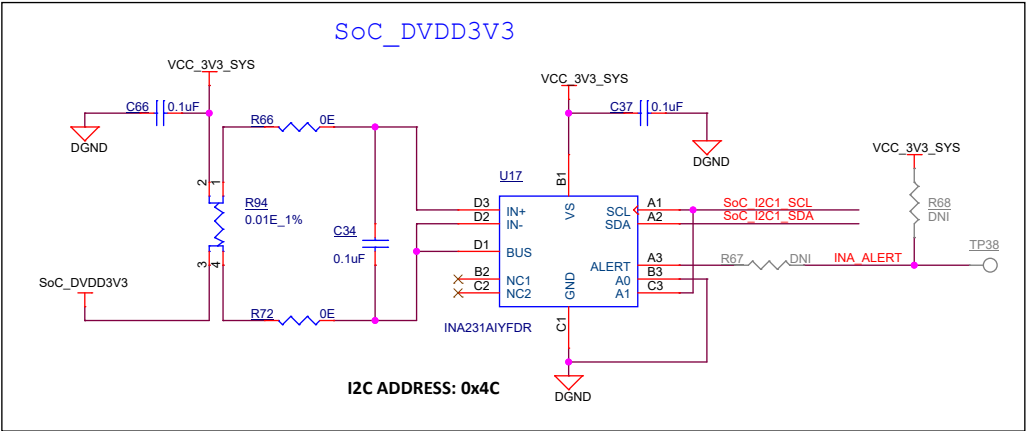 SoC_DVDD3V3
VCC_3V3_SYS
C66
0.1uF
DGND
R66
0E
2
1
R94
0.01E_1%
3
4
SoC_DVDD3V3
R72
0E
C34
0.1uF
VCC_3V3_SYS
C37
0.1uF
DGND
U17
B1
VS
D3
IN+
D2
IN-
D1
BUS
B2
NC1
C2
NC2
GND
C1
SCL
A1
SoC_I2C1_SCL
SDA
A2
SoC_I2C1_SDA
ALERT
A3
A0
B3
A1
C3
INA231AIYFDR
DGND
R67
DNI
INA_ALERT
VCC_3V3_SYS
R68
DNI
TP38
I2C ADDRESS: 0x4C